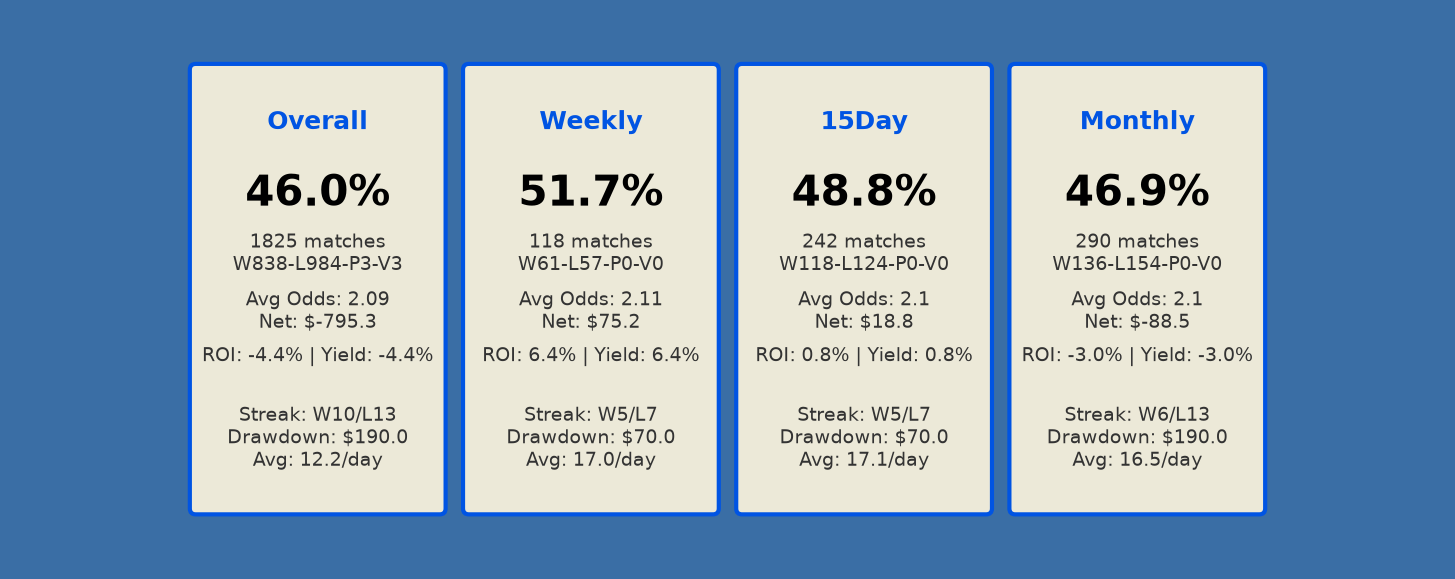 Overall
46.0%
1825 matches
W838-L984-P3-V3
Avg Odds: 2.09
Net: $-795.3
ROI: -4.4% | Yield: -4.4%
Streak: W10/L13
Drawdown: $190.0
Avg: 12.2/day
Weekly
51.7%
118 matches
W61-L57-P0-V0
Avg Odds: 2.11
Net: $75.2
ROI: 6.4% | Yield: 6.4%
Streak: W5/L7
Drawdown: $70.0
Avg: 17.0/day
15Day
48.8%
242 matches
W118-L124-P0-V0
Avg Odds: 2.1
Net: $18.8
ROI: 0.8% | Yield: 0.8%
Streak: W5/L7
Drawdown: $70.0
Avg: 17.1/day
Monthly
46.9%
290 matches
W136-L154-P0-V0
Avg Odds: 2.1
Net: $-88.5
ROI: -3.0% | Yield: -3.0%
Streak: W6/L13
Drawdown: $190.0
Avg: 16.5/day